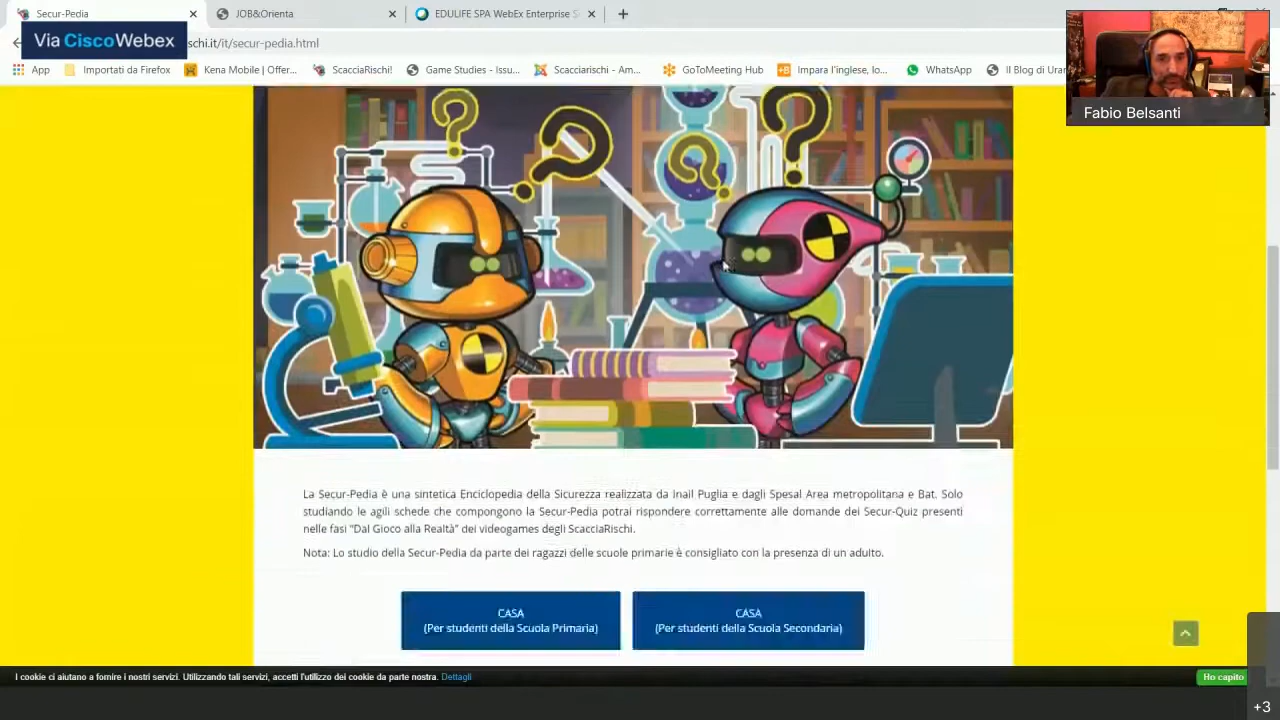 Secur-Pedia
JOB&Orienta
EDULIFE SPA WebEx Enterprise S
Via CiscoWebex
schi.it/it/secur-pedia.html
App
Importati da Firefox
Kena Mobile | Offer...
ScacciaRischi!
Game Studies - Issu...
Scacciarischi - Am...
GoToMeeting Hub
Impara l'inglese, lo...
WhatsApp
Il Blog di Uran
Fabio Belsanti
La Secur-Pedia è una sintetica Enciclopedia della Sicurezza realizzata da Inail Puglia e dagli Spesal Area metropolitana e Bat. Solo
studiando le agili schede che compongono la Secur-Pedia potrai rispondere correttamente alle domande dei Secur-Quiz presenti
nelle fasi "Dal Gioco alla Realtà" dei videogames degli ScacciaRischi.
Nota: Lo studio della Secur-Pedia da parte dei ragazzi delle scuole primarie è consigliato con la presenza di un adulto.
CASA
(Per studenti della Scuola Primaria)
CASA
(Per studenti della Scuola Secondaria)
I cookie ci aiutano a fornire i nostri servizi. Utilizzando tali servizi, accetti l'utilizzo dei cookie da parte nostra. Dettagli
Ho capito
+3